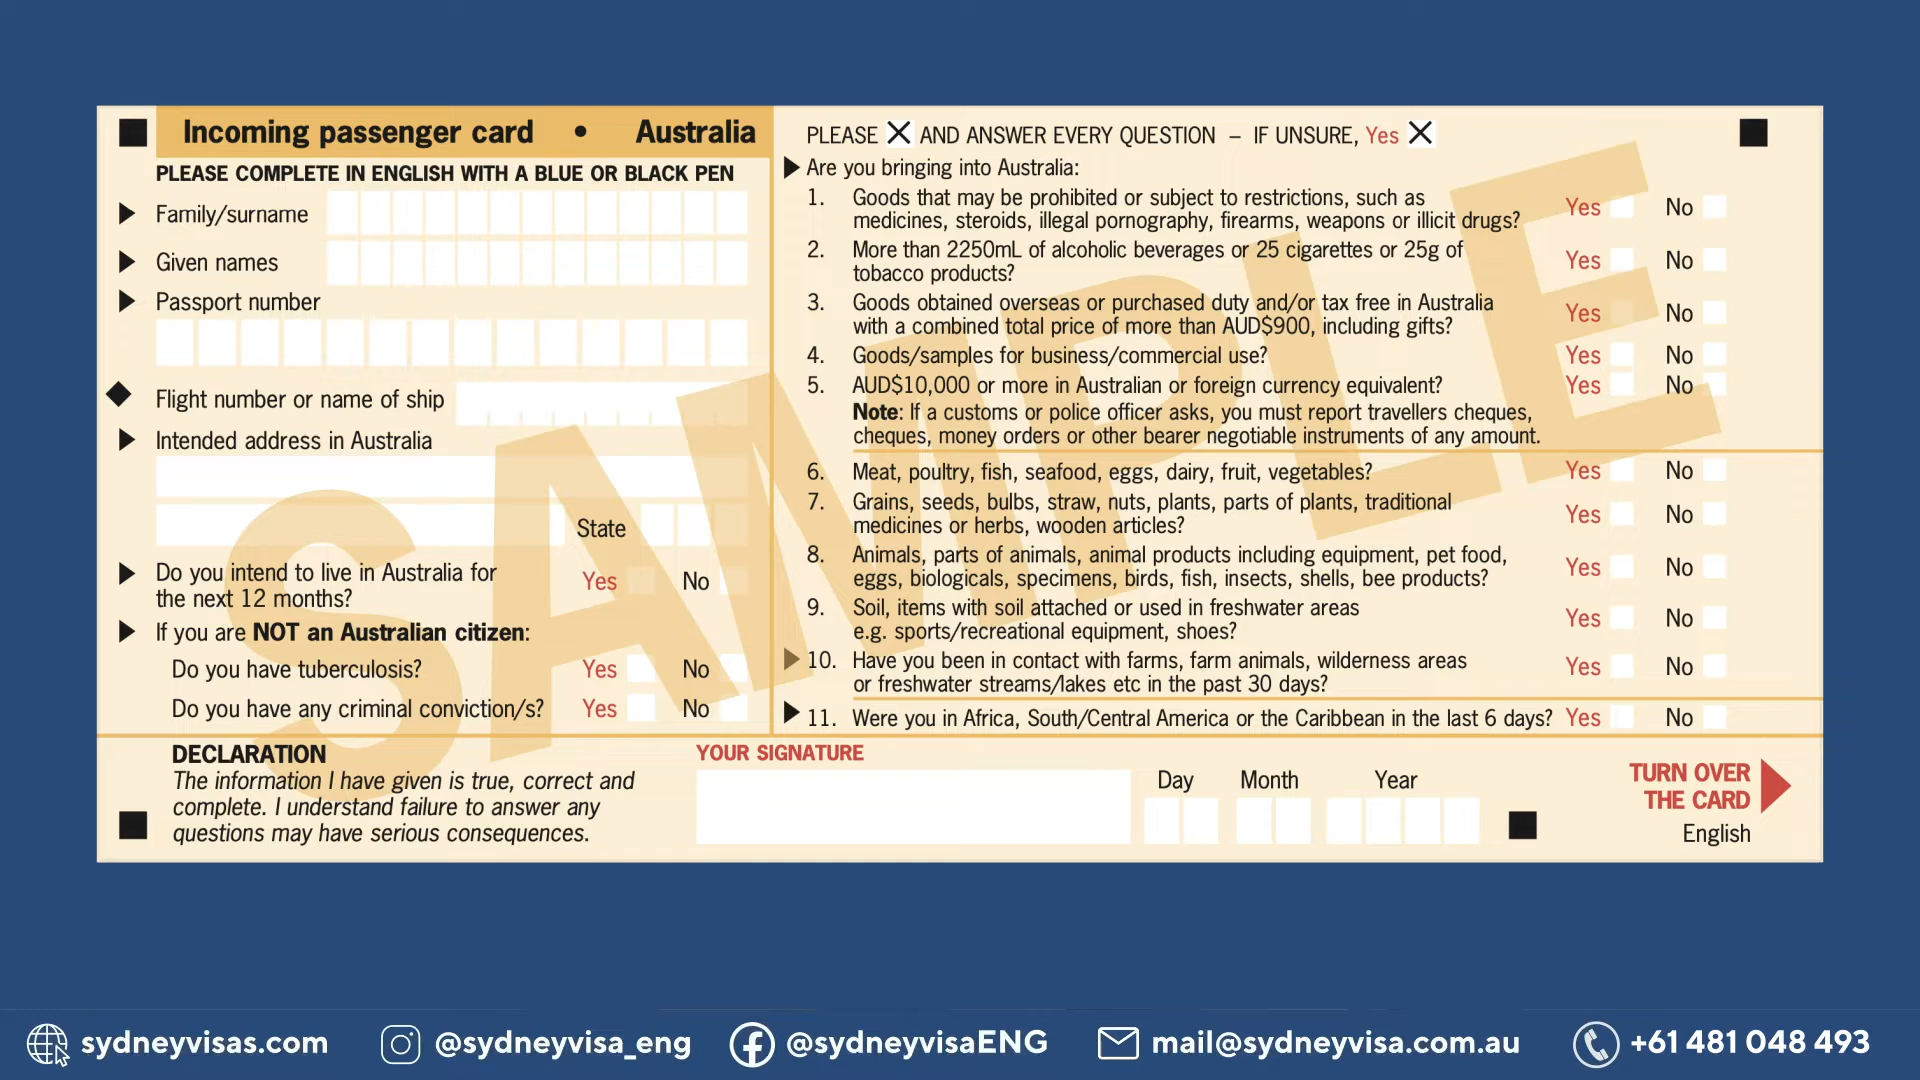 Incoming passenger card • Australia
PLEASE COMPLETE IN ENGLISH WITH A BLUE OR BLACK PEN
Family/surname
Given names
Passport number
Flight number or name of ship
Intended address in Australia
State
Do you intend to live in Australia for
the next 12 months? Yes No
If you are NOT an Australian citizen:
Do you have tuberculosis? Yes No
Do you have any criminal conviction/s? Yes No
PLEASE X AND ANSWER EVERY QUESTION – IF UNSURE, Yes X
Are you bringing into Australia:
1. Goods that may be prohibited or subject to restrictions, such as
medicines, steroids, illegal pornography, firearms, weapons or illicit drugs? Yes No
2. More than 2250mL of alcoholic beverages or 25 cigarettes or 25g of
tobacco products? Yes No
3. Goods obtained overseas or purchased duty and/or tax free in Australia
with a combined total price of more than AUD$900, including gifts? Yes No
4. Goods/samples for business/commercial use? Yes No
5. AUD$10,000 or more in Australian or foreign currency equivalent? Yes No
Note: If a customs or police officer asks, you must report travellers cheques,
cheques, money orders or other bearer negotiable instruments of any amount.
6. Meat, poultry, fish, seafood, eggs, dairy, fruit, vegetables? Yes No
7. Grains, seeds, bulbs, straw, nuts, plants, parts of plants, traditional
medicines or herbs, wooden articles? Yes No
8. Animals, parts of animals, animal products including equipment, pet food,
eggs, biologicals, specimens, birds, fish, insects, shells, bee products? Yes No
9. Soil, items with soil attached or used in freshwater areas
e.g. sports/recreational equipment, shoes? Yes No
10. Have you been in contact with farms, farm animals, wilderness areas
or freshwater streams/lakes etc in the past 30 days? Yes No
11. Were you in Africa, South/Central America or the Caribbean in the last 6 days? Yes No
SAMPLE
DECLARATION
The information I have given is true, correct and
complete. I understand failure to answer any
questions may have serious consequences.
YOUR SIGNATURE
Day Month Year
TURN OVER
THE CARD
English
sydneyvisas.com @sydneyvisa_eng @sydneyvisaENG mail@sydneyvisa.com.au +61 481 048 493